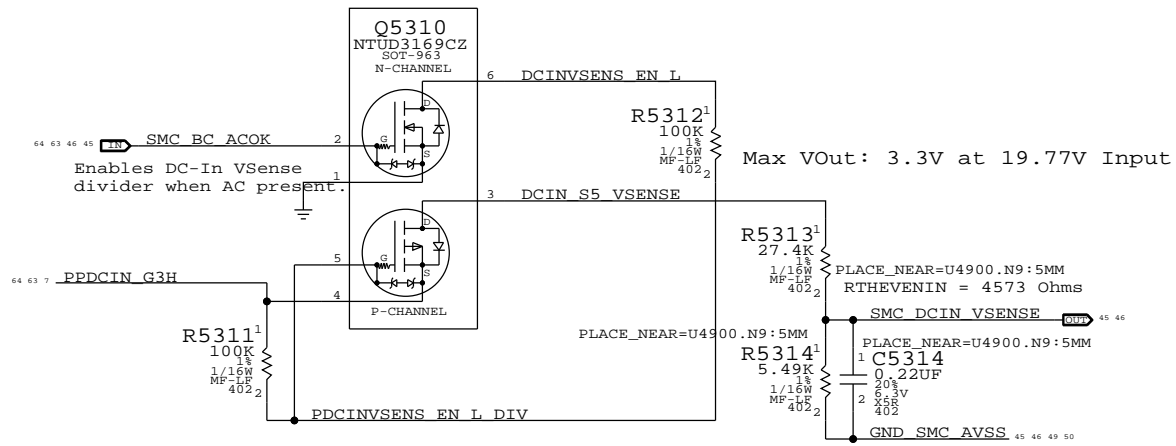 Q5310
NTUD3169CZ
SOT-963
N-CHANNEL
6 DCINVSENS_EN_L
D
G
S
64 63 46 45 IN SMC_BC_ACOK 2
Enables DC-In VSense
divider when AC present.
1
R5312 1
100K
1%
1/16W
MF-LF
402 2
Max VOut: 3.3V at 19.77V Input
3 DCIN_S5_VSENSE
D
G
S
5
64 63 7 PPDCIN_G3H
4
P-CHANNEL
R5311 1
100K
1%
1/16W
MF-LF
402 2
PDCINVSENS_EN_L_DIV
R5313 1
27.4K
1%
1/16W
MF-LF
402 2
PLACE_NEAR=U4900.N9:5MM
RTHEVENIN = 4573 Ohms
SMC_DCIN_VSENSE OUT 45 46
PLACE_NEAR=U4900.N9:5MM
R5314 1
5.49K
1%
1/16W
MF-LF
402 2
PLACE_NEAR=U4900.N9:5MM
1 C5314
0.22UF
20%
6.3V
2 X5R
402
GND_SMC_AVSS 45 46 49 50